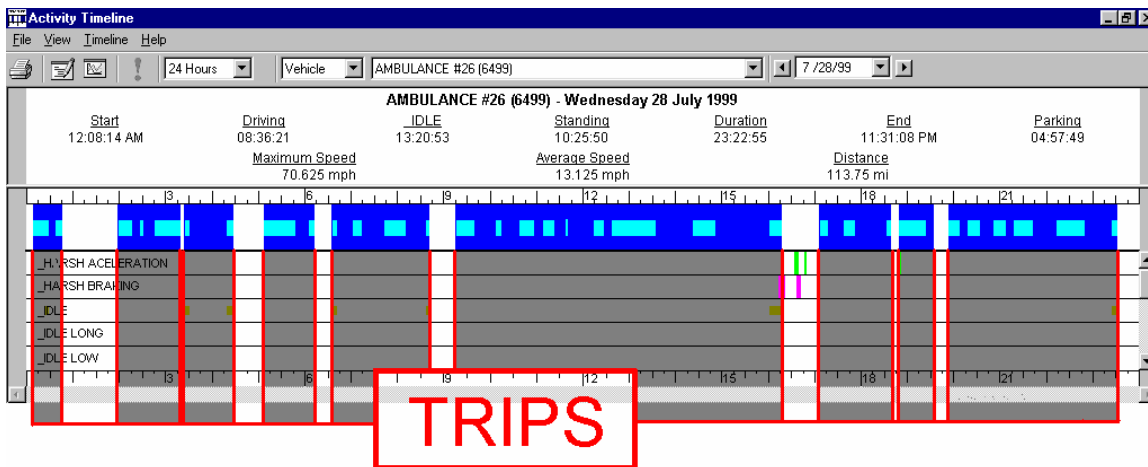 Activity Timeline
File View Timeline Help
24 Hours Vehicle AMBULANCE #26 (6499) 7 /28/99
AMBULANCE #26 (6499) - Wednesday 28 July 1999
Start Driving _IDLE Standing Duration End Parking
12:08:14 AM 08:36:21 13:20:53 10:25:50 23:22:55 11:31:08 PM 04:57:49
Maximum Speed Average Speed Distance
70.625 mph 13.125 mph 113.75 mi
3 6 9 12 15 18 21
_HARSH ACELERATION
_HARSH BRAKING
_IDLE
_IDLE LONG
_IDLE LOW
3 6 9 12 15 18 21
TRIPS